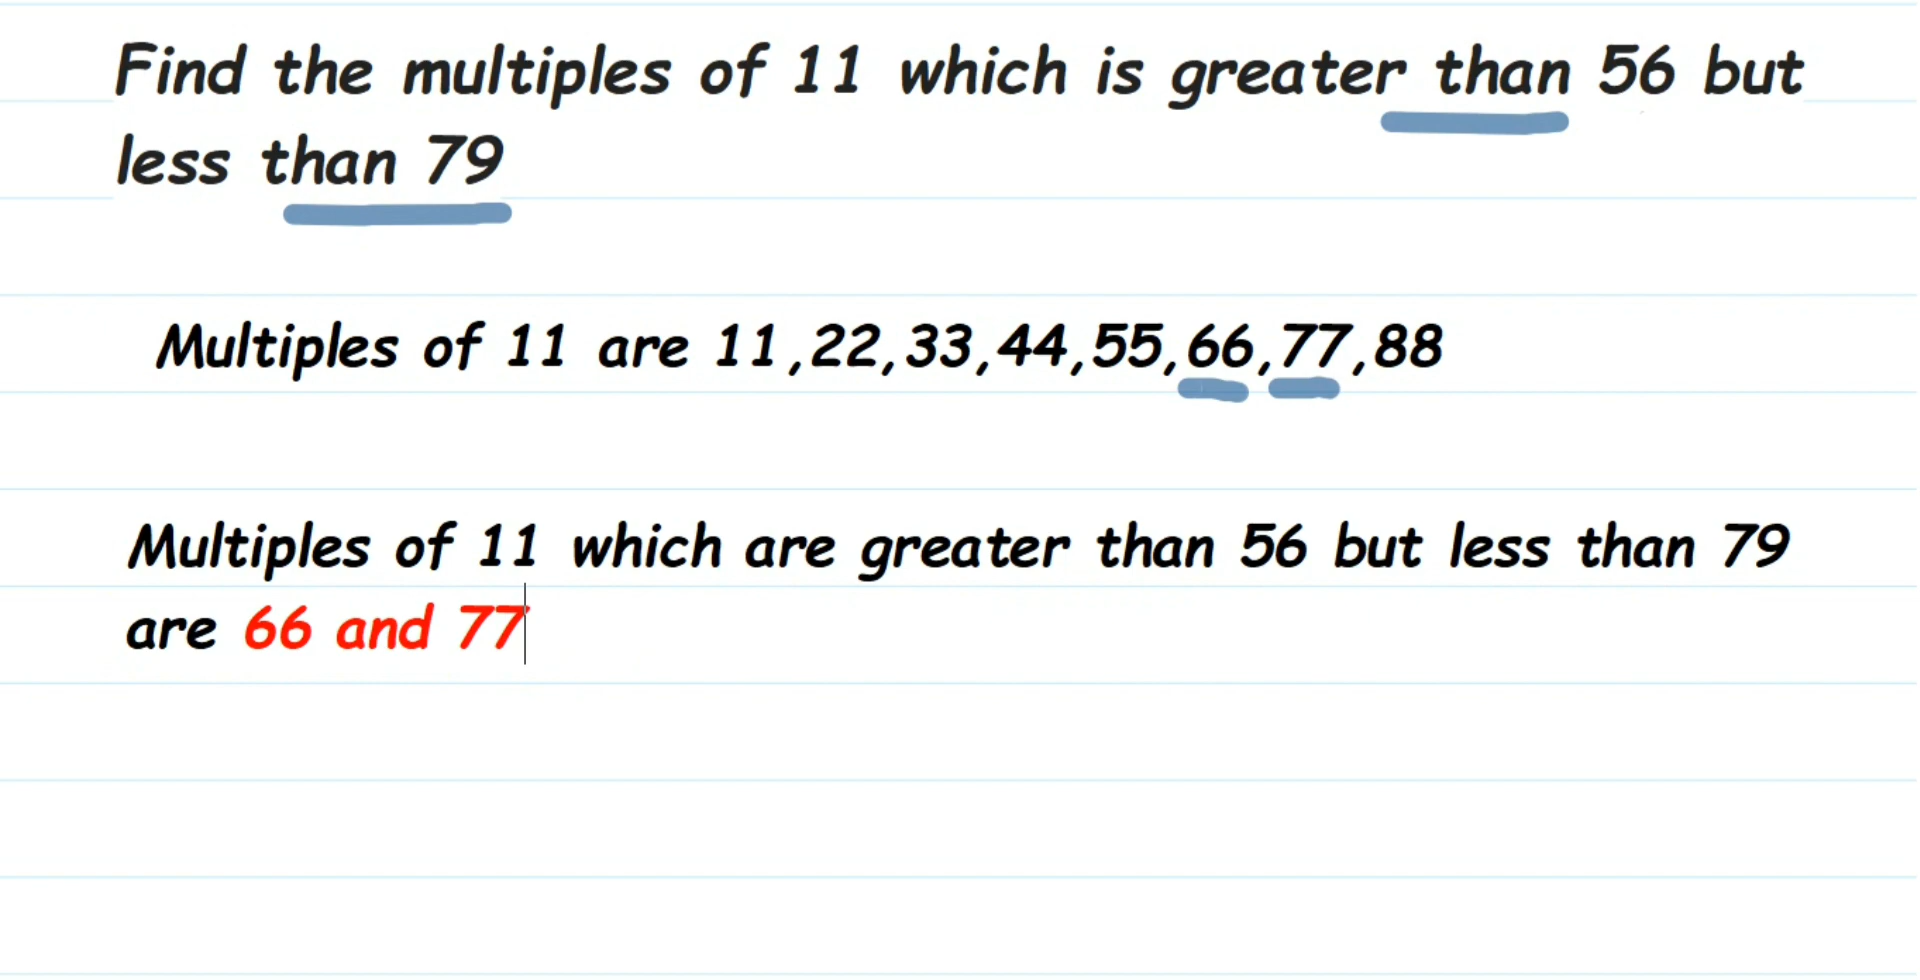 Find the multiples of 11 which is greater than 56 but
less than 79
Multiples of 11 are 11,22,33,44,55,66,77,88
Multiples of 11 which are greater than 56 but less than 79
are 66 and 77